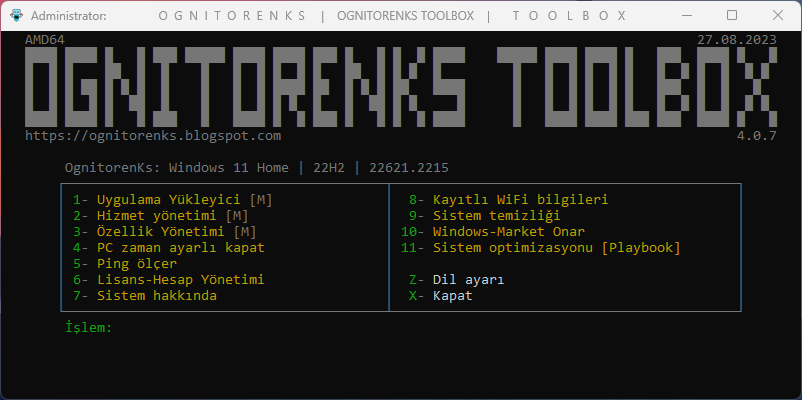 Administrator: O G N I T O R E N K S | OGNITORENKS TOOLBOX | T O O L B O X
AMD64 27.08.2023
OGNITORENKS TOOLBOX
https://ognitorenks.blogspot.com 4.0.7
OgnitorenKs: Windows 11 Home | 22H2 | 22621.2215
1- Uygulama Yükleyici [M]
2- Hizmet yönetimi [M]
3- Özellik Yönetimi [M]
4- PC zaman ayarlı kapat
5- Ping ölçer
6- Lisans-Hesap Yönetimi
7- Sistem hakkında
8- Kayıtlı WiFi bilgileri
9- Sistem temizliği
10- Windows-Market Onar
11- Sistem optimizasyonu [Playbook]
Z- Dil ayarı
X- Kapat
İşlem: